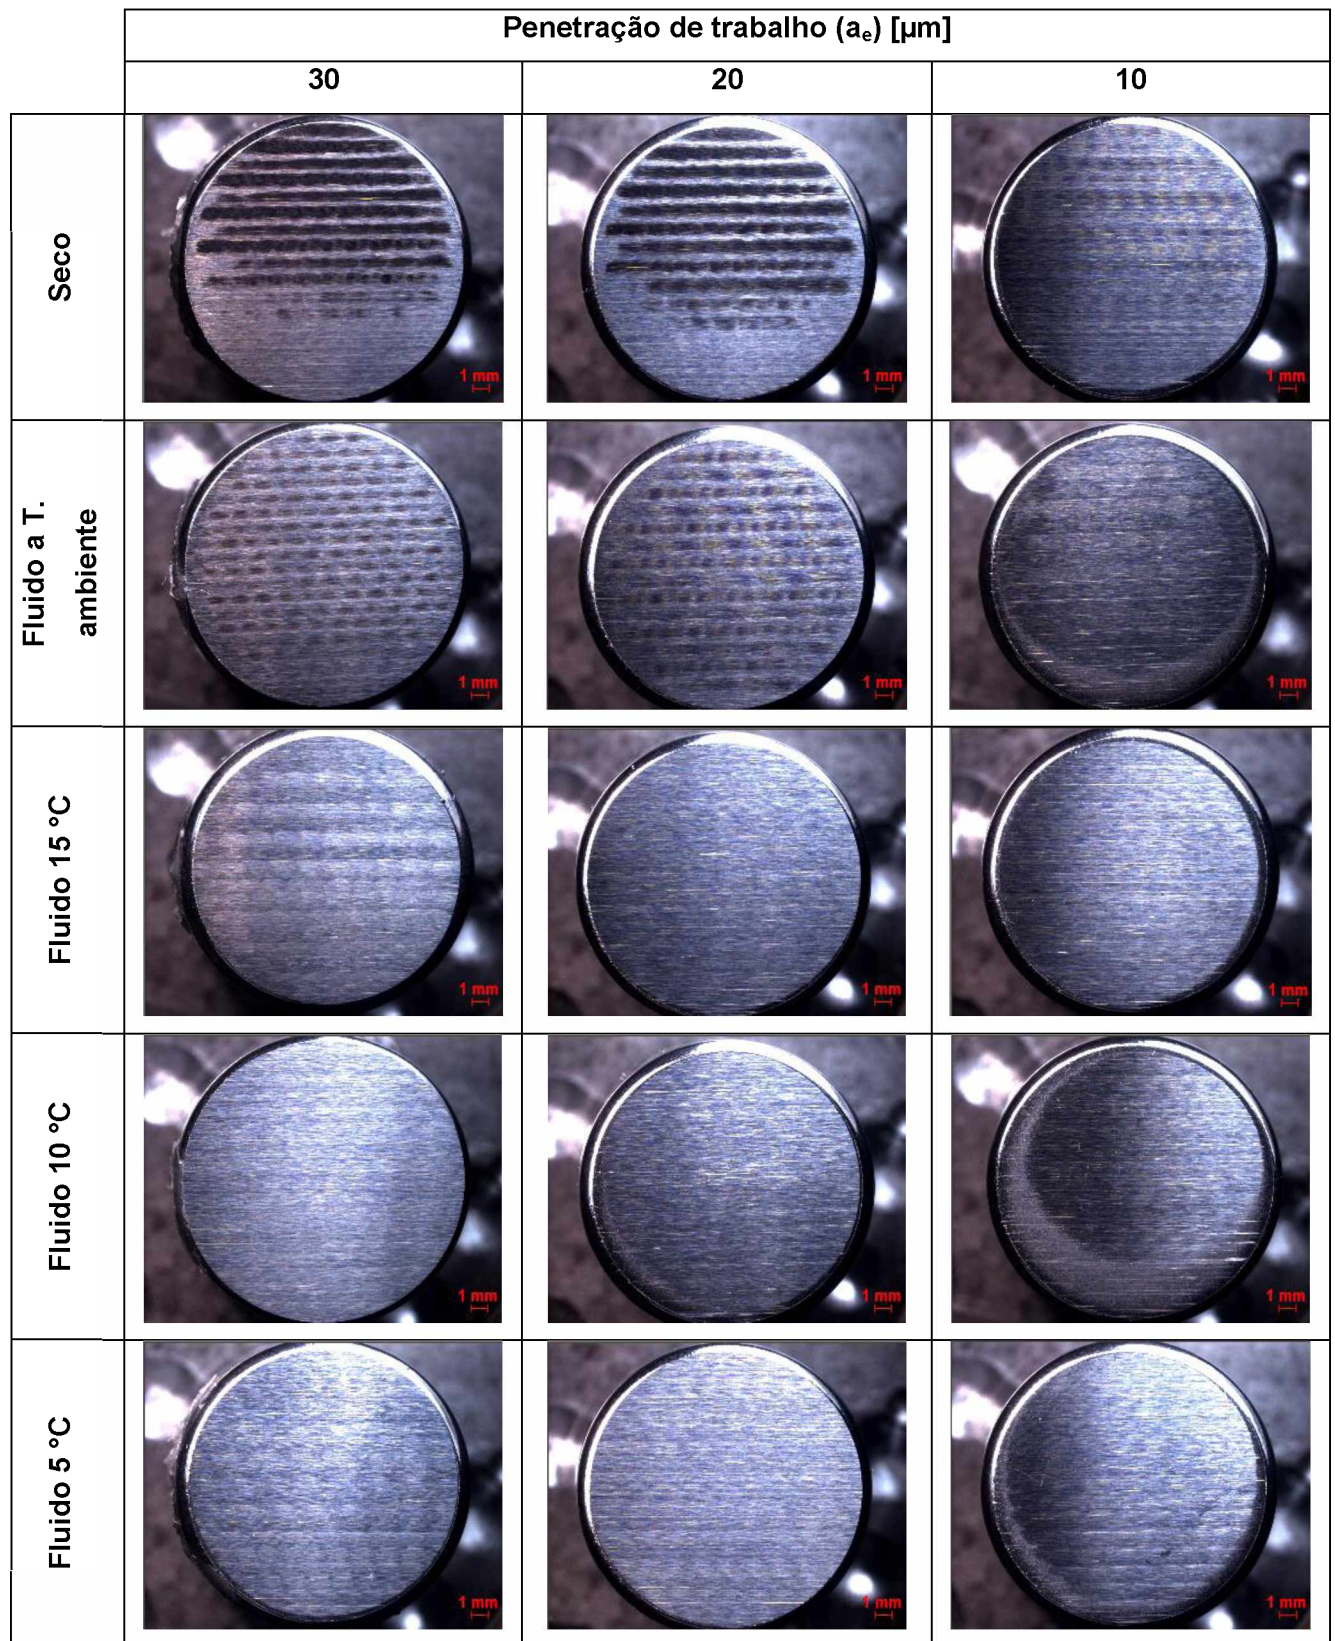 Penetração de trabalho (ae) [µm]
30 20 10
Seco
1 mm 1 mm 1 mm
Fluido a T.
ambiente
1 mm 1 mm 1 mm
Fluido 15 °C
1 mm 1 mm 1 mm
Fluido 10 °C
1 mm 1 mm 1 mm
Fluido 5 °C
1 mm 1 mm 1 mm